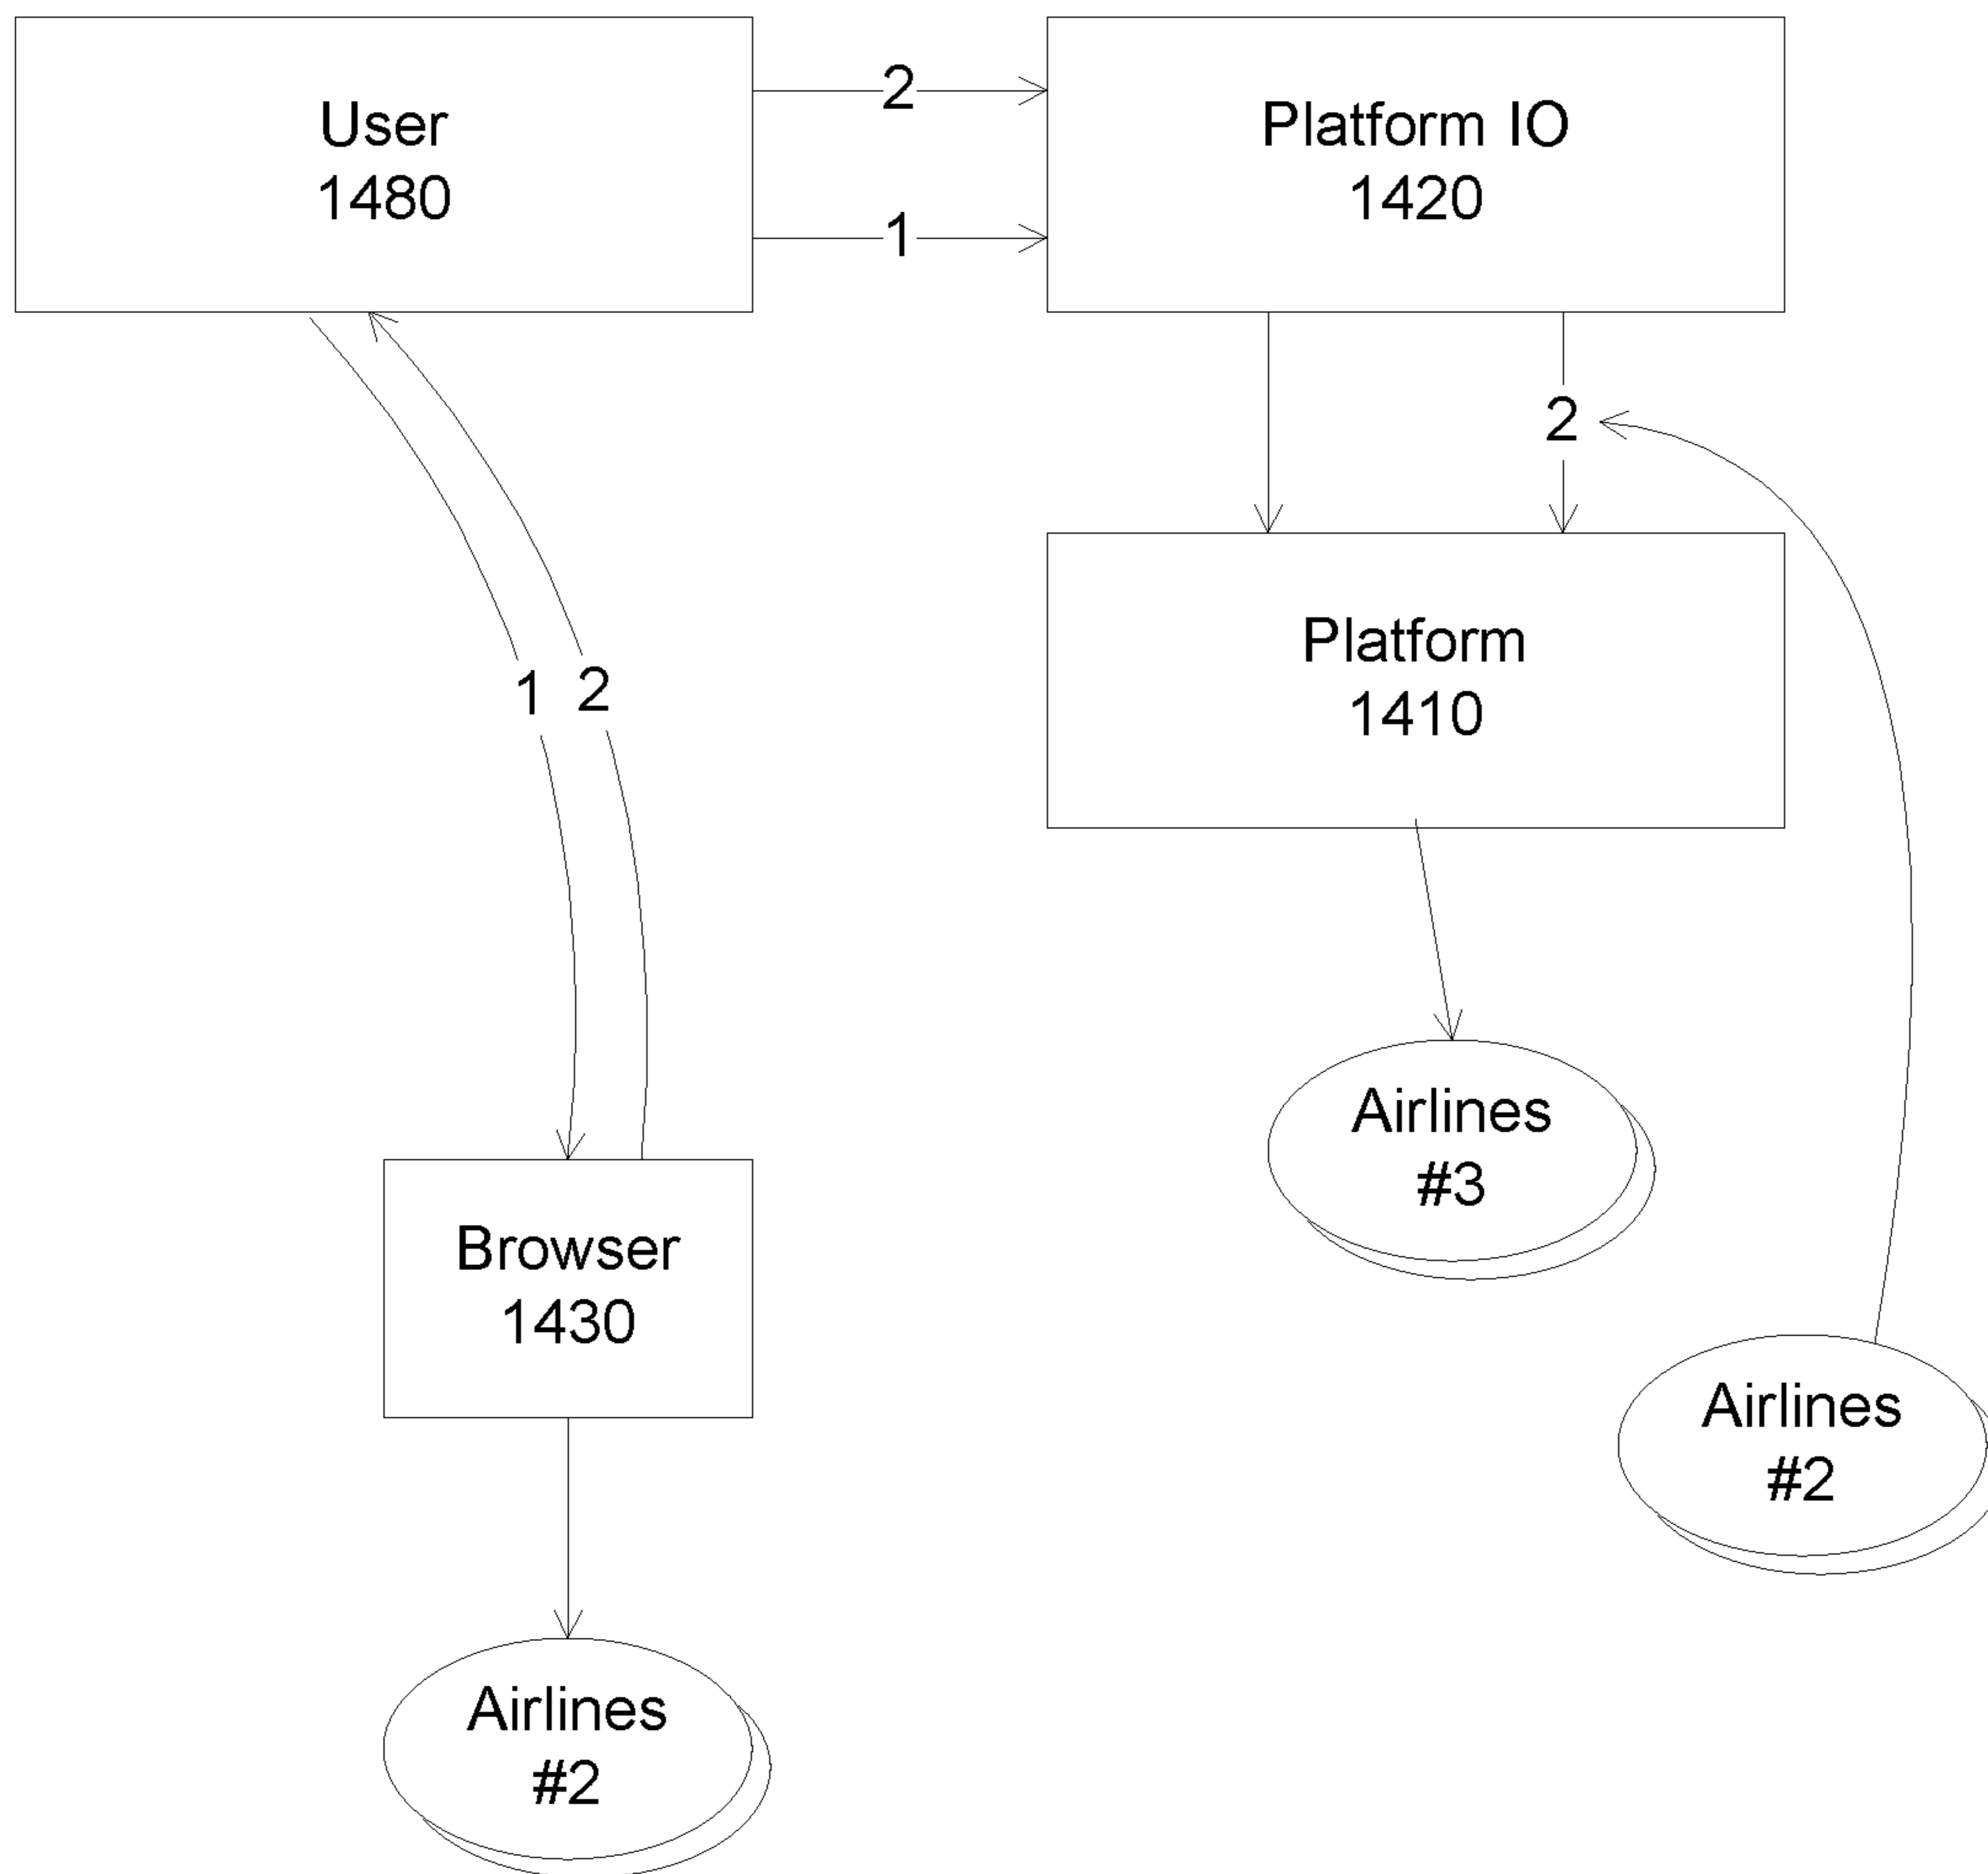 User
1480
2
1
Platform IO
1420
2
Platform
1410
1
2
Airlines
#3
Browser
1430
Airlines
#2
Airlines
#2